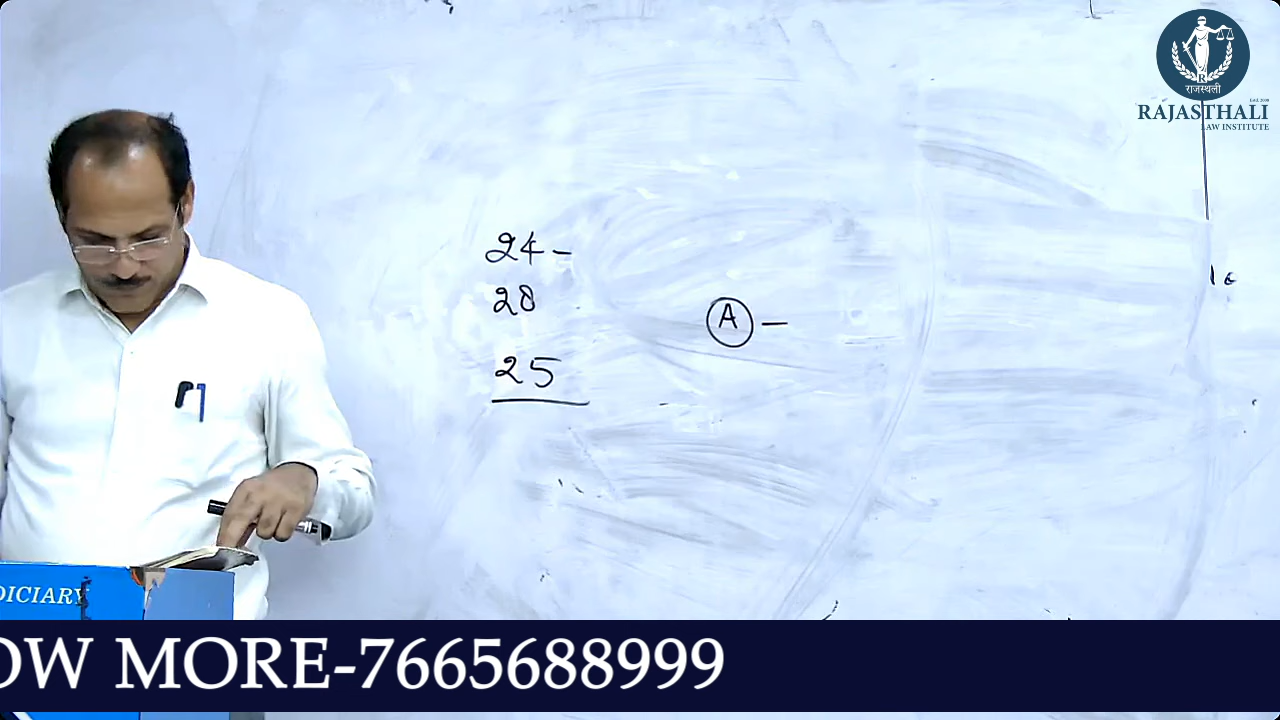 राजस्थली
RAJASTHALI
LAW INSTITUTE
24 -
28
A -
25
DICIARY
OW MORE-7665688999